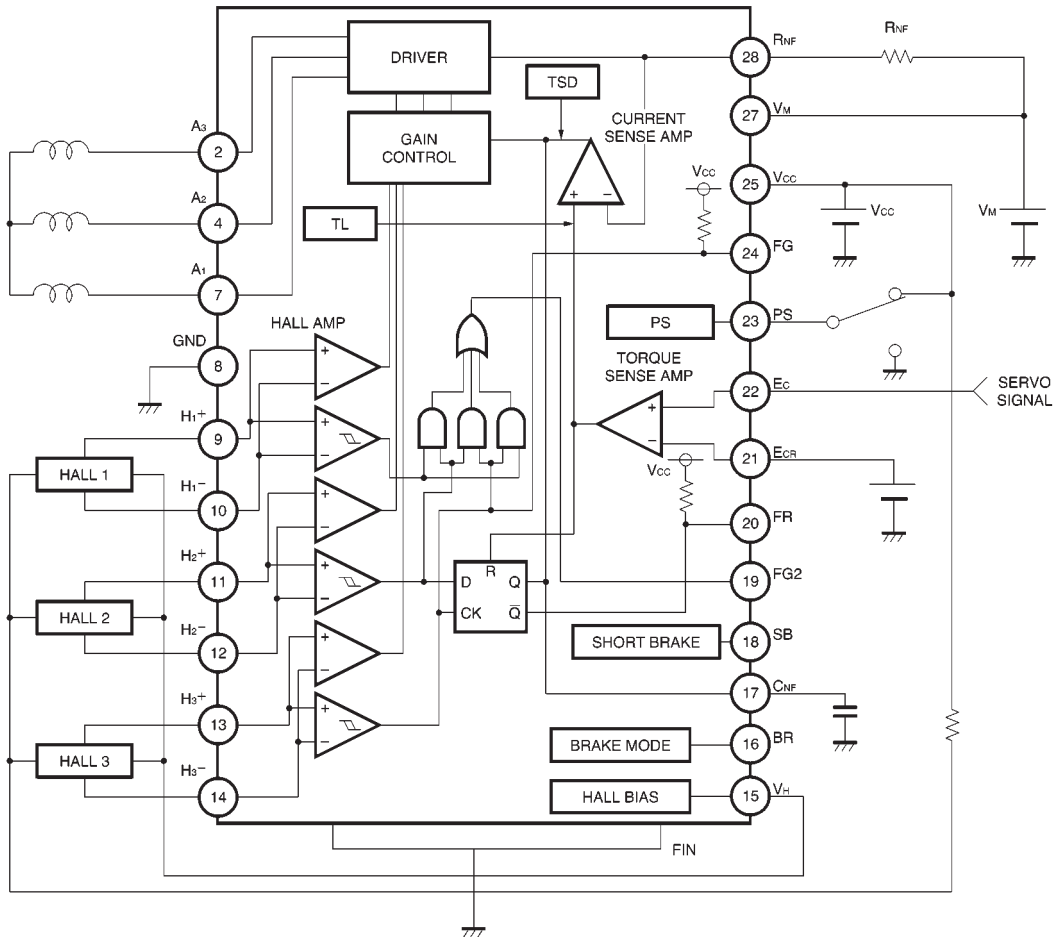 RNF
DRIVER
28
RNF
TSD
27
VM
CURRENT
SENSE AMP
A3
2
GAIN
CONTROL
VCC
25
VCC
+
−
A2
4
TL
VCC
VM
24
FG
A1
7
HALL AMP
PS
23
PS
GND
8
+
−
TORQUE
SENSE AMP
22
EC
SERVO
SIGNAL
H1+
9
+
−
+
−
21
ECR
HALL 1
VCC
H1−
10
+
−
20
FR
H2+
11
+
−
R
D
Q
CK
Q̅
19
FG2
HALL 2
H2−
12
+
−
SHORT BRAKE
18
SB
H3+
13
+
−
17
CNF
HALL 3
BRAKE MODE
16
BR
H3−
14
HALL BIAS
15
VH
FIN